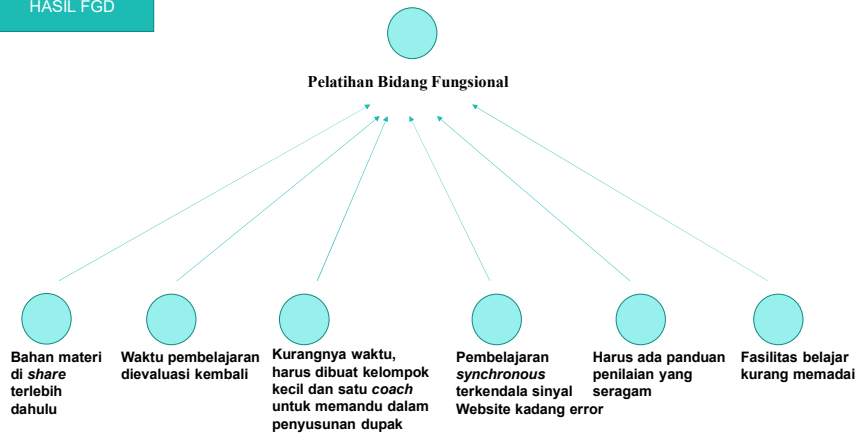 HASIL FGD
Pelatihan Bidang Fungsional
Bahan materi
di share
terlebih
dahulu
Waktu pembelajaran
dievaluasi kembali
Kurangnya waktu,
harus dibuat kelompok
kecil dan satu coach
untuk memandu dalam
penyusunan dupak
Pembelajaran
synchronous
terkendala sinyal
Website kadang error
Harus ada panduan
penilaian yang
seragam
Fasilitas belajar
kurang memadai